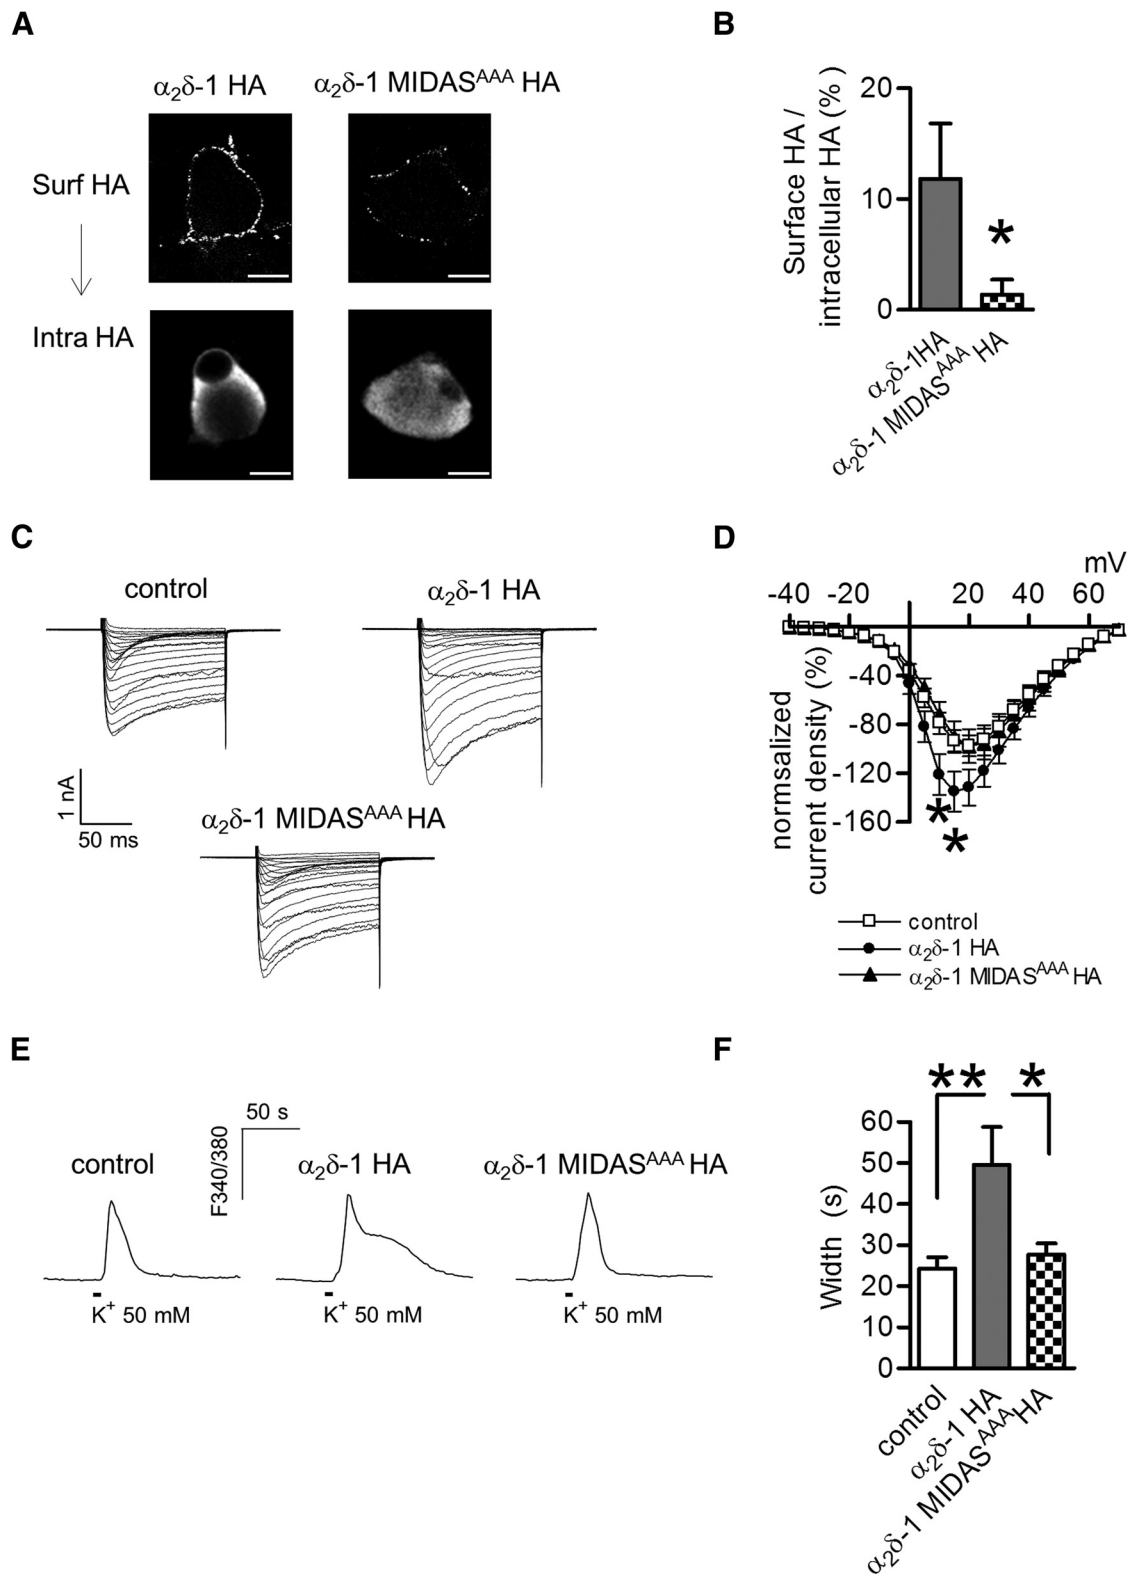 A
α₂δ-1 HA
α₂δ-1 MIDASᴬᴬᴬ HA
Surf HA
Intra HA
B
Surface HA /
intracellular HA (%)
20
10
0
*
α₂δ-1HA
α₂δ-1 MIDASᴬᴬᴬ HA
C
control
α₂δ-1 HA
1 nA
50 ms
α₂δ-1 MIDASᴬᴬᴬ HA
D
mV
-40 -20 20 40 60
normsalized
current density (%)
-40
-80
-120
-160
*
*
control
α₂δ-1 HA
α₂δ-1 MIDASᴬᴬᴬ HA
E
50 s
F340/380
control
α₂δ-1 HA
α₂δ-1 MIDASᴬᴬᴬ HA
K⁺ 50 mM
K⁺ 50 mM
K⁺ 50 mM
F
** *
Width (s)
60
50
40
30
20
10
0
control
α₂δ-1 HA
α₂δ-1 MIDASᴬᴬᴬ HA